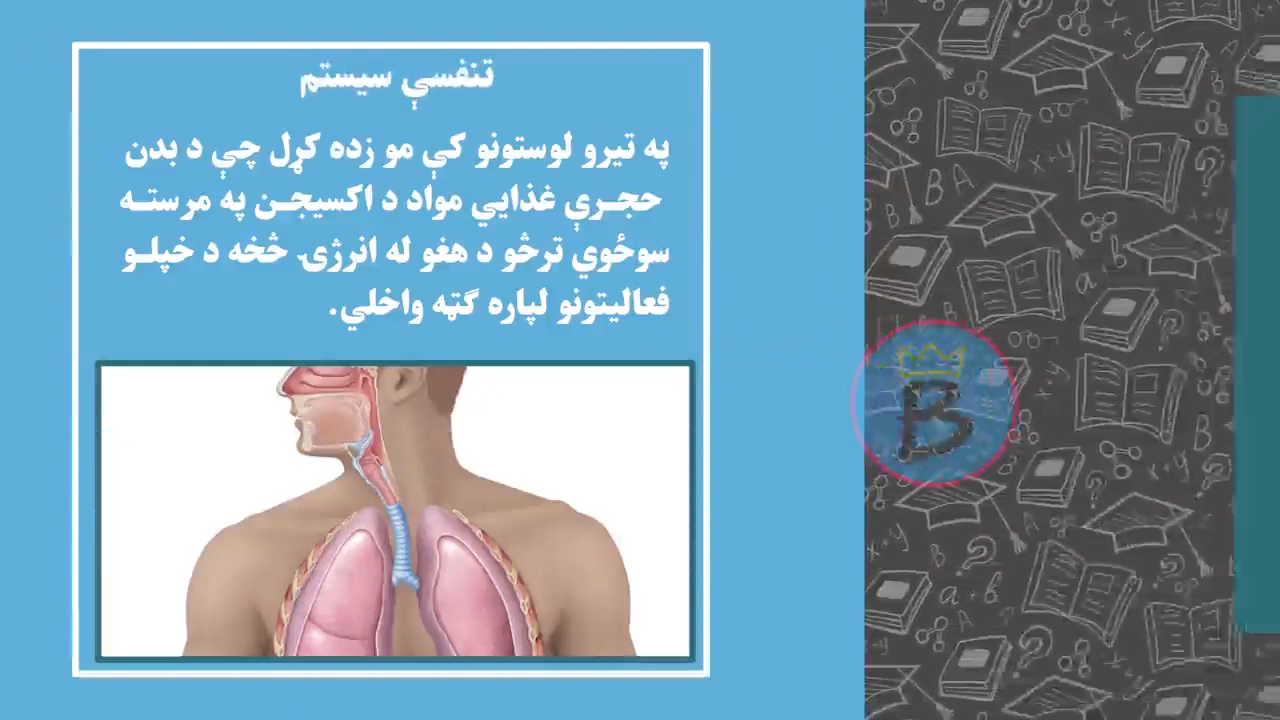 تنفسې سیستم
په تیرو لوستونو کې مو زده کړل چې د بدن
حجرې غذايي مواد د اکسیجن په مرسته
سوځوي ترڅو د هغو له انرژۍ څخه د خپلو
فعالیتونو لپاره ګټه واخلي.
B